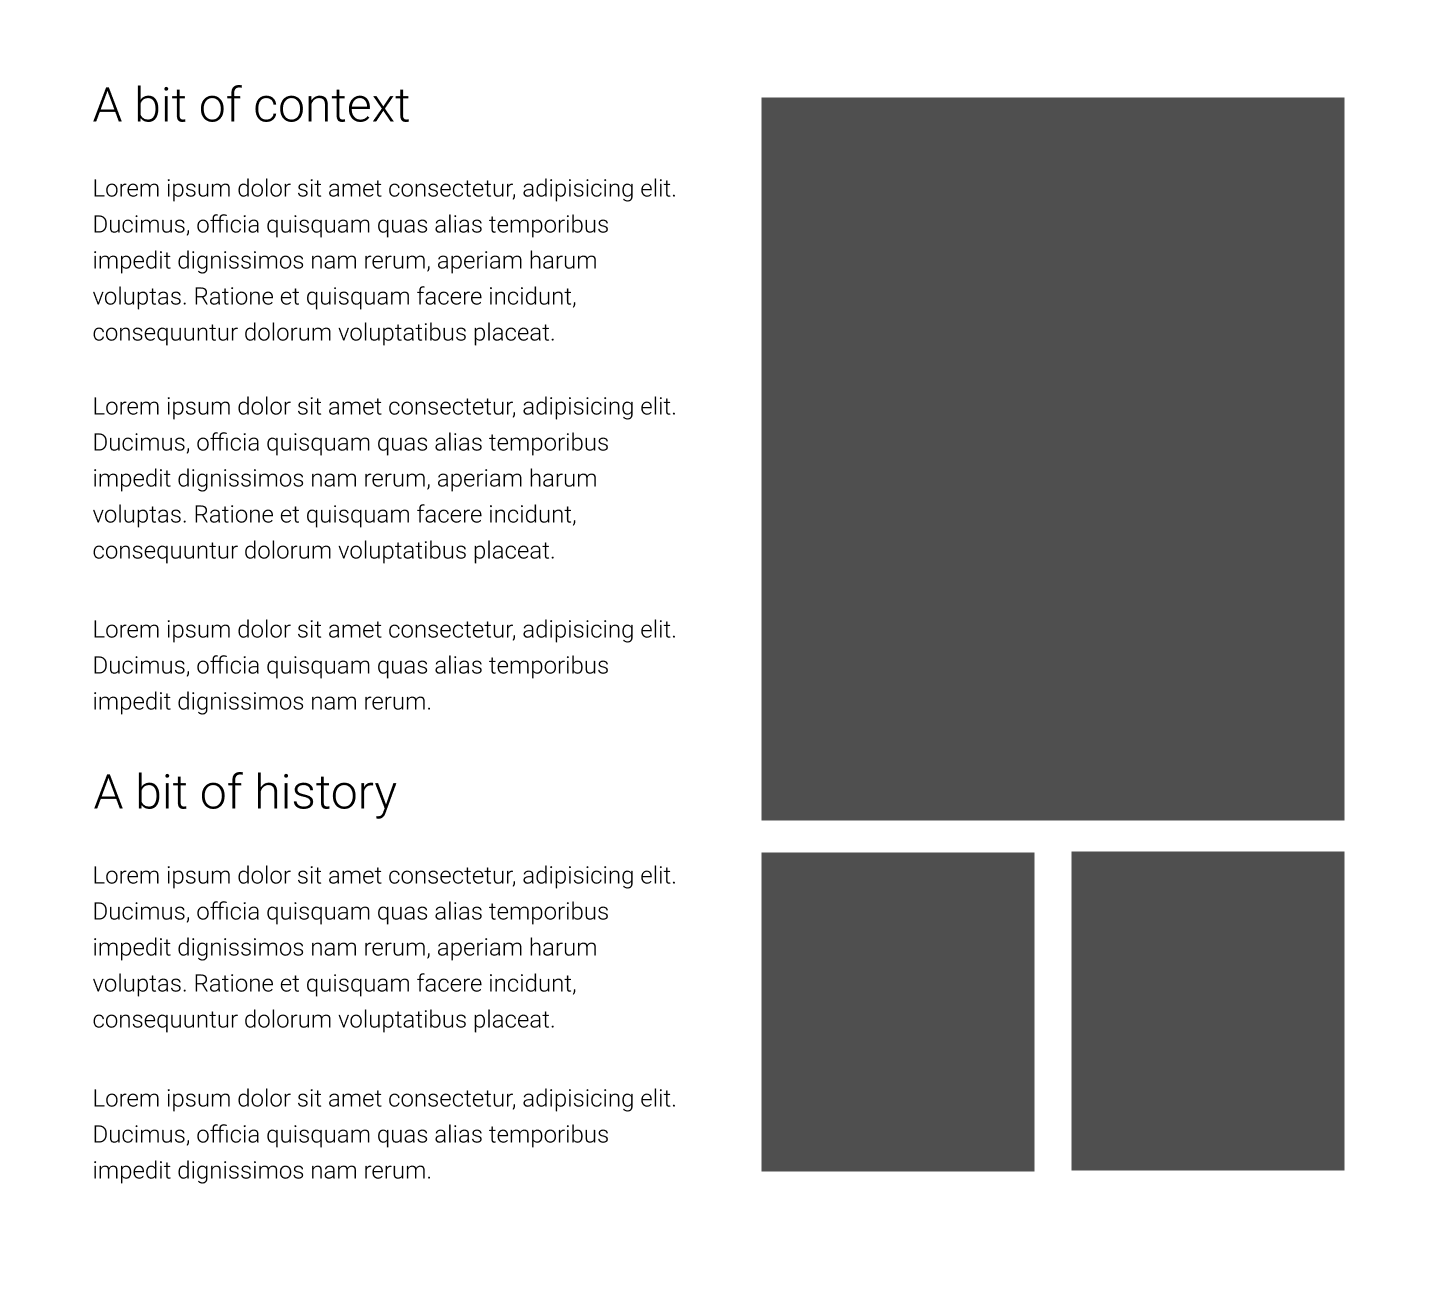 A bit of context
Lorem ipsum dolor sit amet consectetur, adipisicing elit.
Ducimus, officia quisquam quas alias temporibus
impedit dignissimos nam rerum, aperiam harum
voluptas. Ratione et quisquam facere incidunt,
consequuntur dolorum voluptatibus placeat.
Lorem ipsum dolor sit amet consectetur, adipisicing elit.
Ducimus, officia quisquam quas alias temporibus
impedit dignissimos nam rerum, aperiam harum
voluptas. Ratione et quisquam facere incidunt,
consequuntur dolorum voluptatibus placeat.
Lorem ipsum dolor sit amet consectetur, adipisicing elit.
Ducimus, officia quisquam quas alias temporibus
impedit dignissimos nam rerum.
A bit of history
Lorem ipsum dolor sit amet consectetur, adipisicing elit.
Ducimus, officia quisquam quas alias temporibus
impedit dignissimos nam rerum, aperiam harum
voluptas. Ratione et quisquam facere incidunt,
consequuntur dolorum voluptatibus placeat.
Lorem ipsum dolor sit amet consectetur, adipisicing elit.
Ducimus, officia quisquam quas alias temporibus
impedit dignissimos nam rerum.